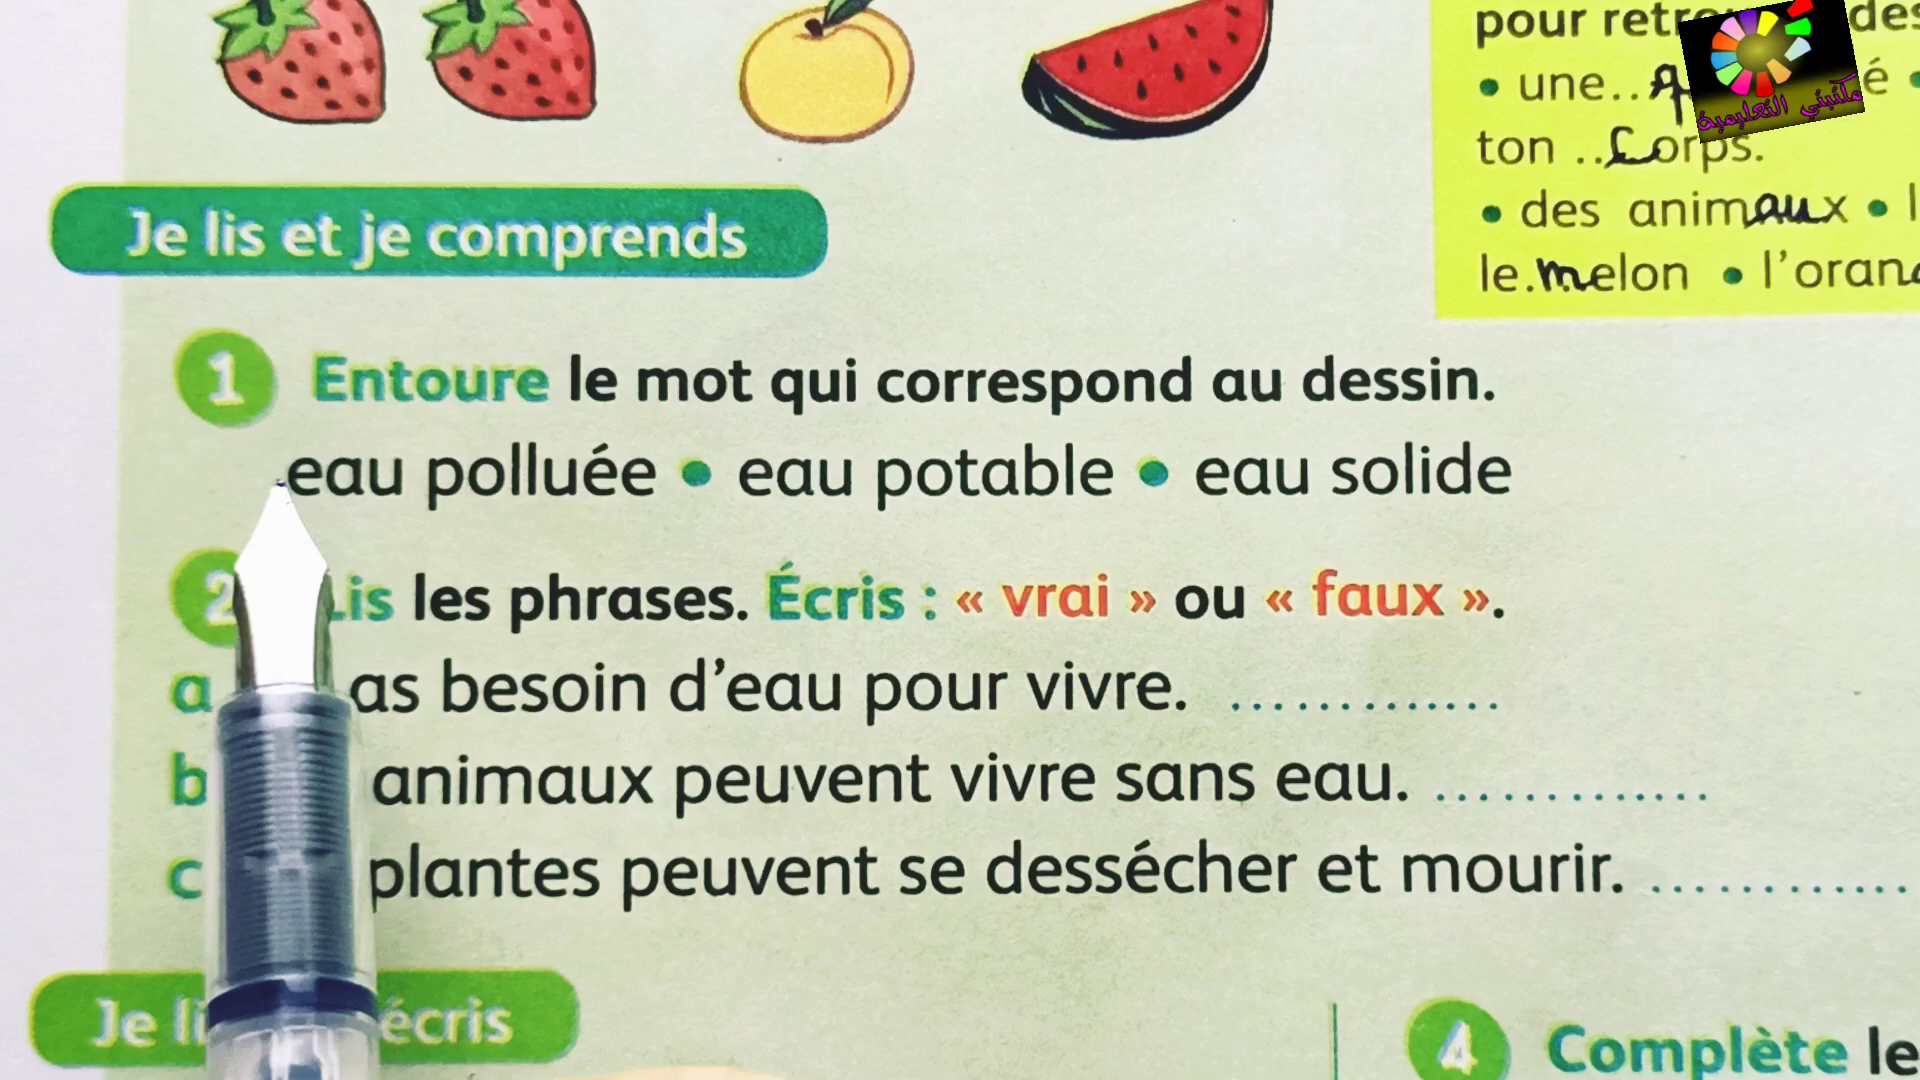 pour des
• une.. é •
مكتبتي التعليمية
ton ..Corps.
• des animaux • l
le.melon • l'oran
Je lis et je comprends
1 Entoure le mot qui correspond au dessin.
eau polluée • eau potable • eau solide
2 Lis les phrases. Écris : « vrai » ou « faux ».
a as besoin d'eau pour vivre. .............
b animaux peuvent vivre sans eau. .............
c plantes peuvent se dessécher et mourir. .............
Je li écris
4 Complète le